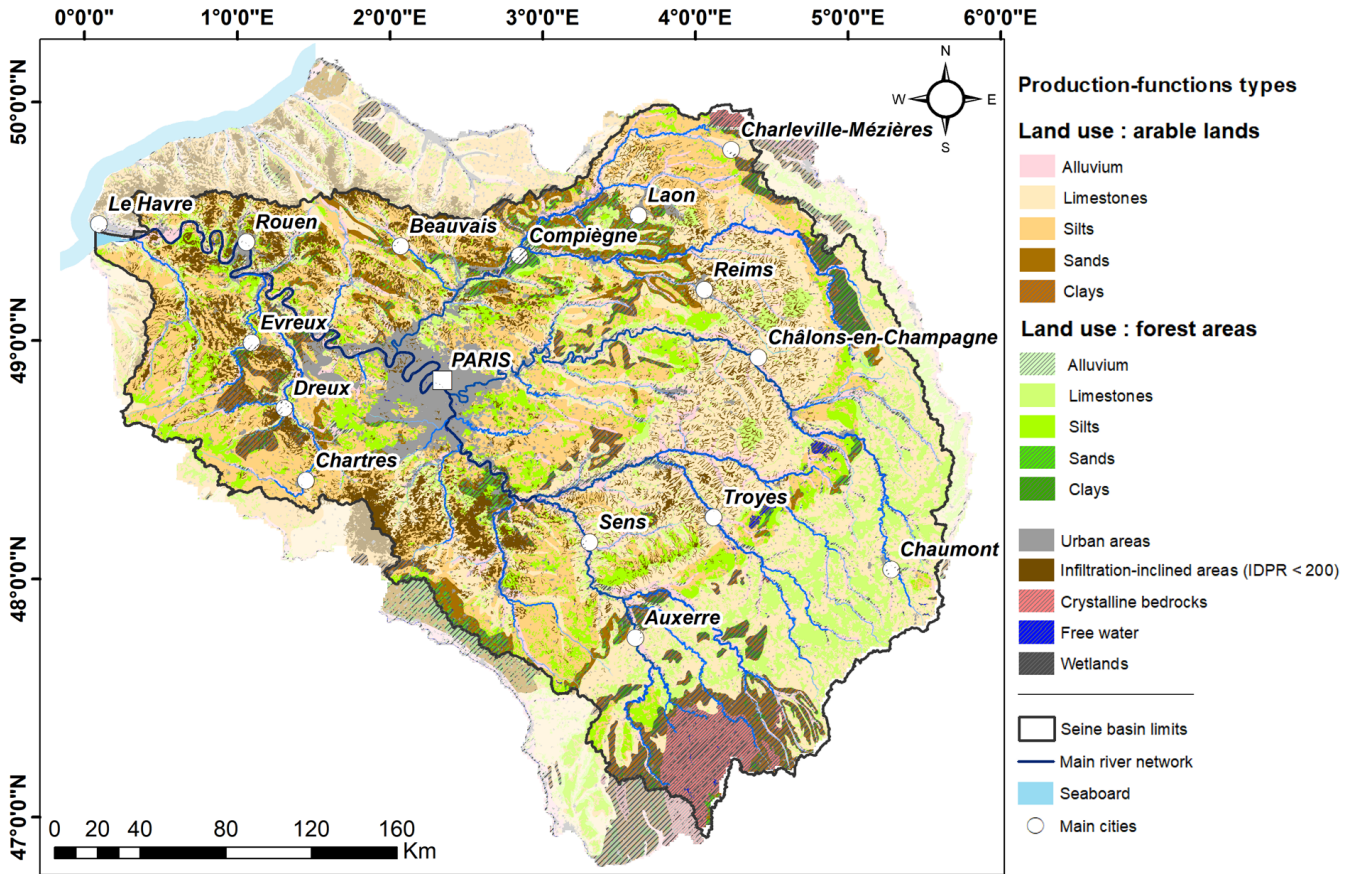 0°0'0"
1°0'0"E
2°0'0"E
3°0'0"E
4°0'0"E
5°0'0"E
6°0'0"E
50°0'0"N
49°0'0"N
48°0'0"N
47°0'0"N
N
W
E
S
Charleville-Mézières
Le Havre
Rouen
Beauvais
Laon
Compiègne
Reims
Evreux
Châlons-en-Champagne
PARIS
Dreux
Chartres
Troyes
Sens
Chaumont
Auxerre
0 20 40 80 120 160
Km
Production-functions types
Land use : arable lands
Alluvium
Limestones
Silts
Sands
Clays
Land use : forest areas
Alluvium
Limestones
Silts
Sands
Clays
Urban areas
Infiltration-inclined areas (IDPR < 200)
Crystalline bedrocks
Free water
Wetlands
Seine basin limits
Main river network
Seaboard
Main cities